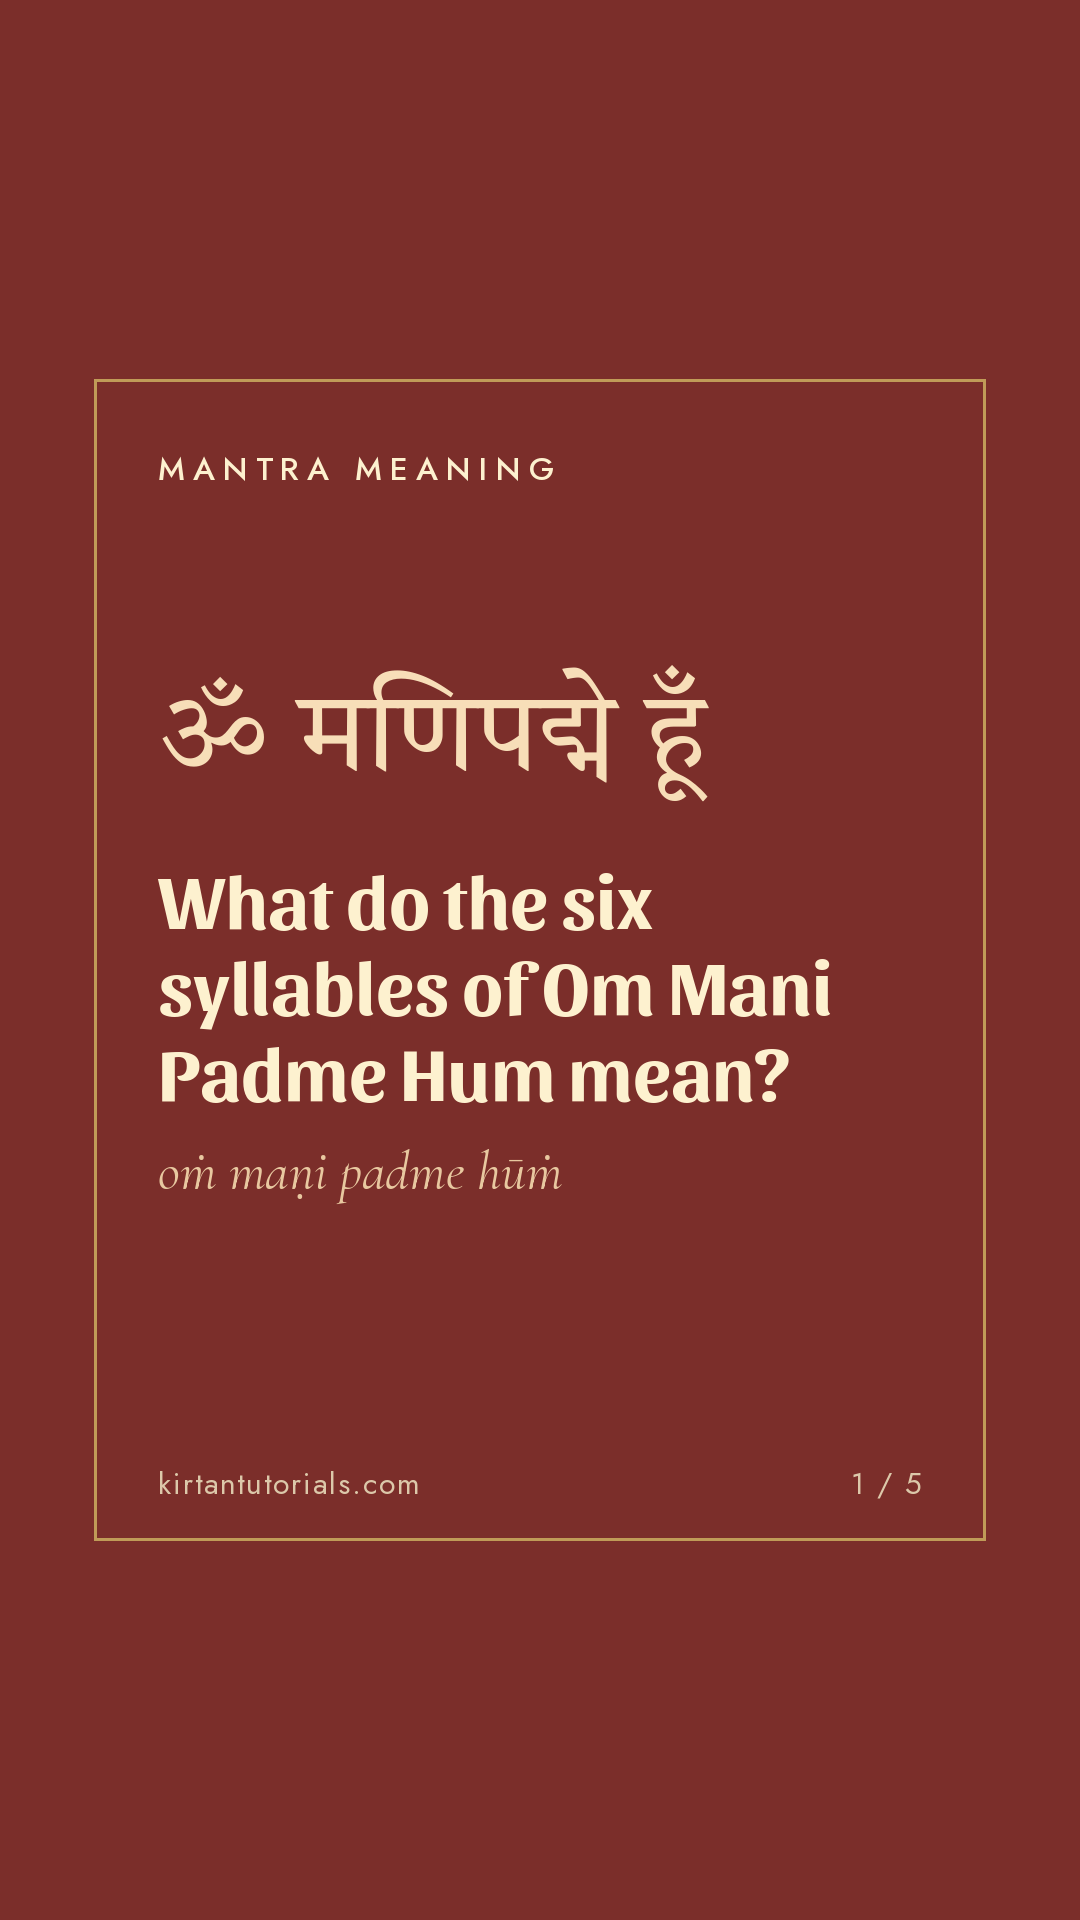 MANTRA MEANING
ॐ मणिपद्मे हूँ
What do the six
syllables of Om Mani
Padme Hum mean?
oṁ maṇi padme hūṁ
kirtantutorials.com
1 / 5